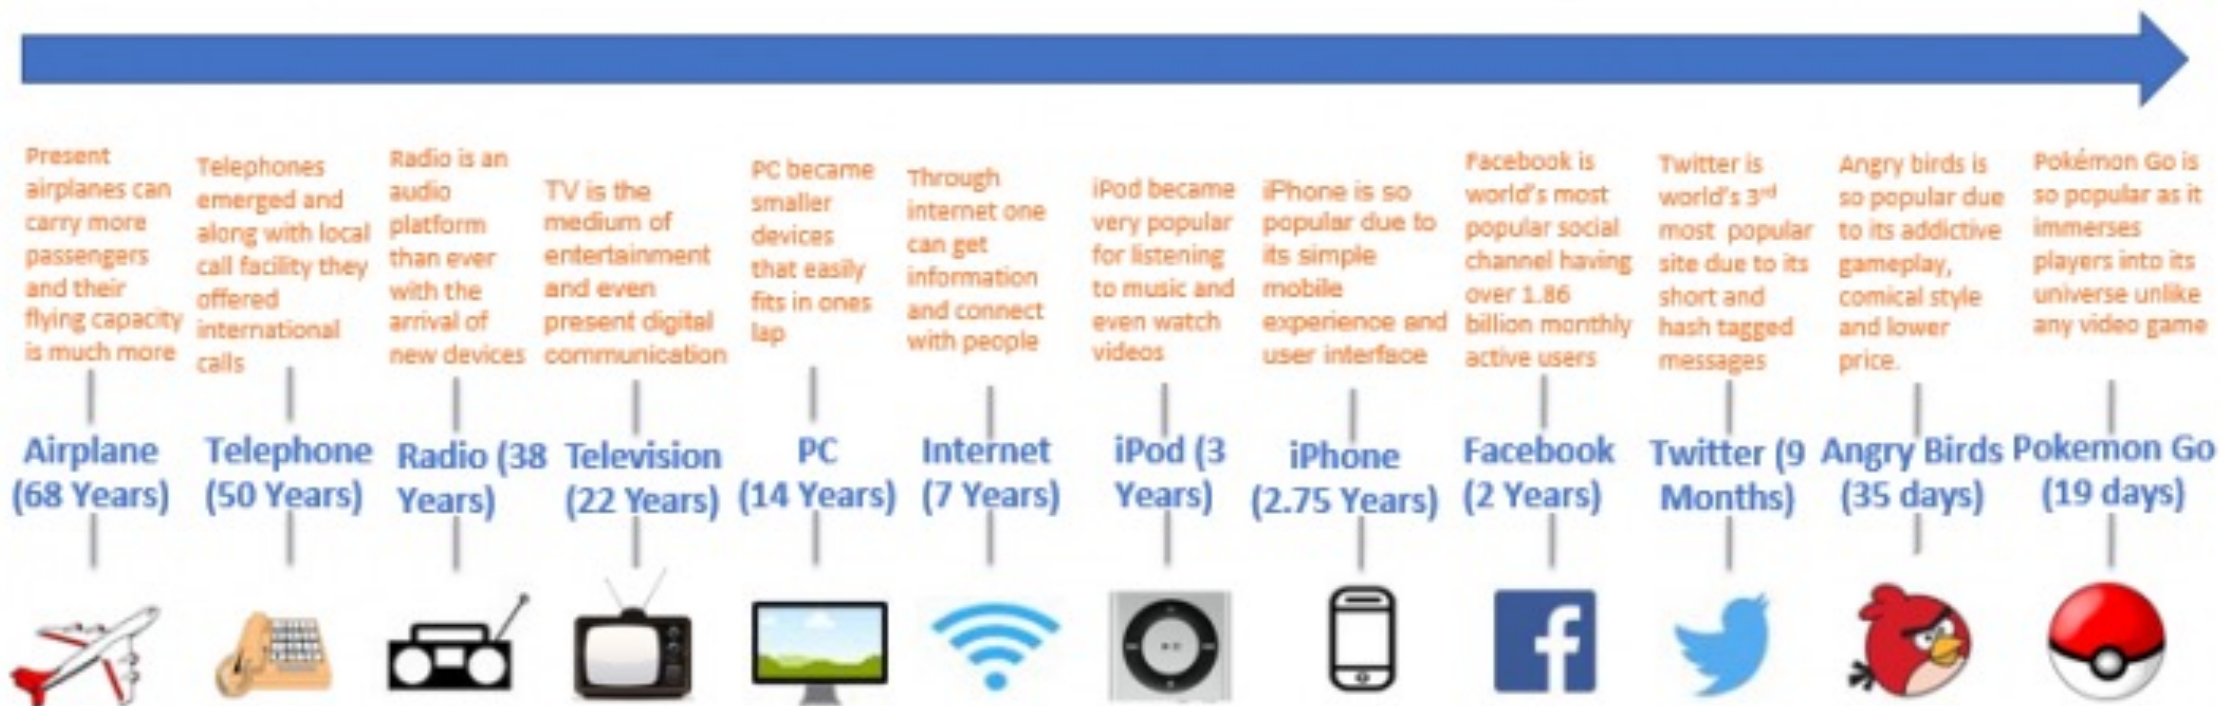 Present
airplanes can
carry more
passengers
and their
flying capacity
is much more
Telephones
emerged and
along with local
call facility they
offered
international
calls
Radio is an
audio
platform
than ever
with the
arrival of
new devices
TV is the
medium of
entertainment
and even
present digital
communication
PC became
smaller
devices
that easily
fits in ones
lap
Through
internet one
can get
information
and connect
with people
iPod became
very popular
for listening
to music and
even watch
videos
iPhone is so
popular due to
its simple
mobile
experience and
user interface
Facebook is
world's most
popular social
channel having
over 1.86
billion monthly
active users
Twitter is
world's 3rd
most popular
site due to its
short and
hash tagged
messages
Angry birds is
so popular due
to its addictive
gameplay,
comical style
and lower
price.
Pokémon Go is
so popular as it
immerses
players into its
universe unlike
any video game
Airplane
(68 Years)
Telephone
(50 Years)
Radio (38
Years)
Television
(22 Years)
PC
(14 Years)
Internet
(7 Years)
iPod (3
Years)
iPhone
(2.75 Years)
Facebook
(2 Years)
Twitter (9
Months)
Angry Birds
(35 days)
Pokemon Go
(19 days)